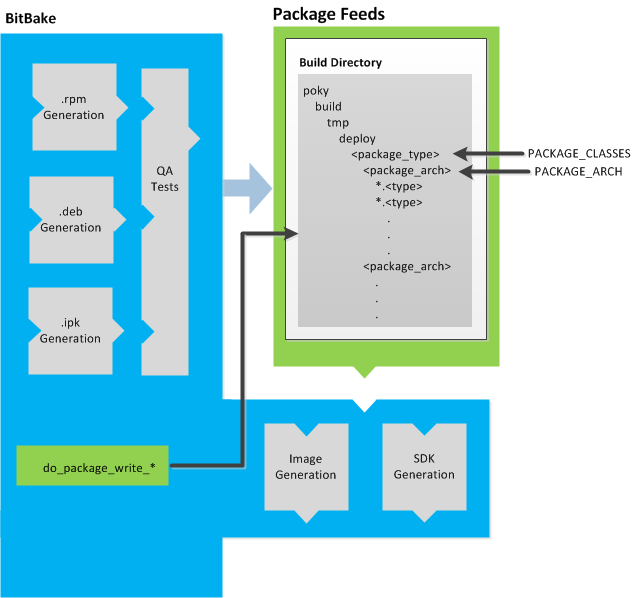 BitBake
Package Feeds
.rpm
Generation
.deb
Generation
.ipk
Generation
QA
Tests
Build Directory
poky
build
tmp
deploy
<package_type>
<package_arch>
*.<type>
*.<type>
.
.
.
<package_arch>
.
.
.
PACKAGE_CLASSES
PACKAGE_ARCH
do_package_write_*
Image
Generation
SDK
Generation